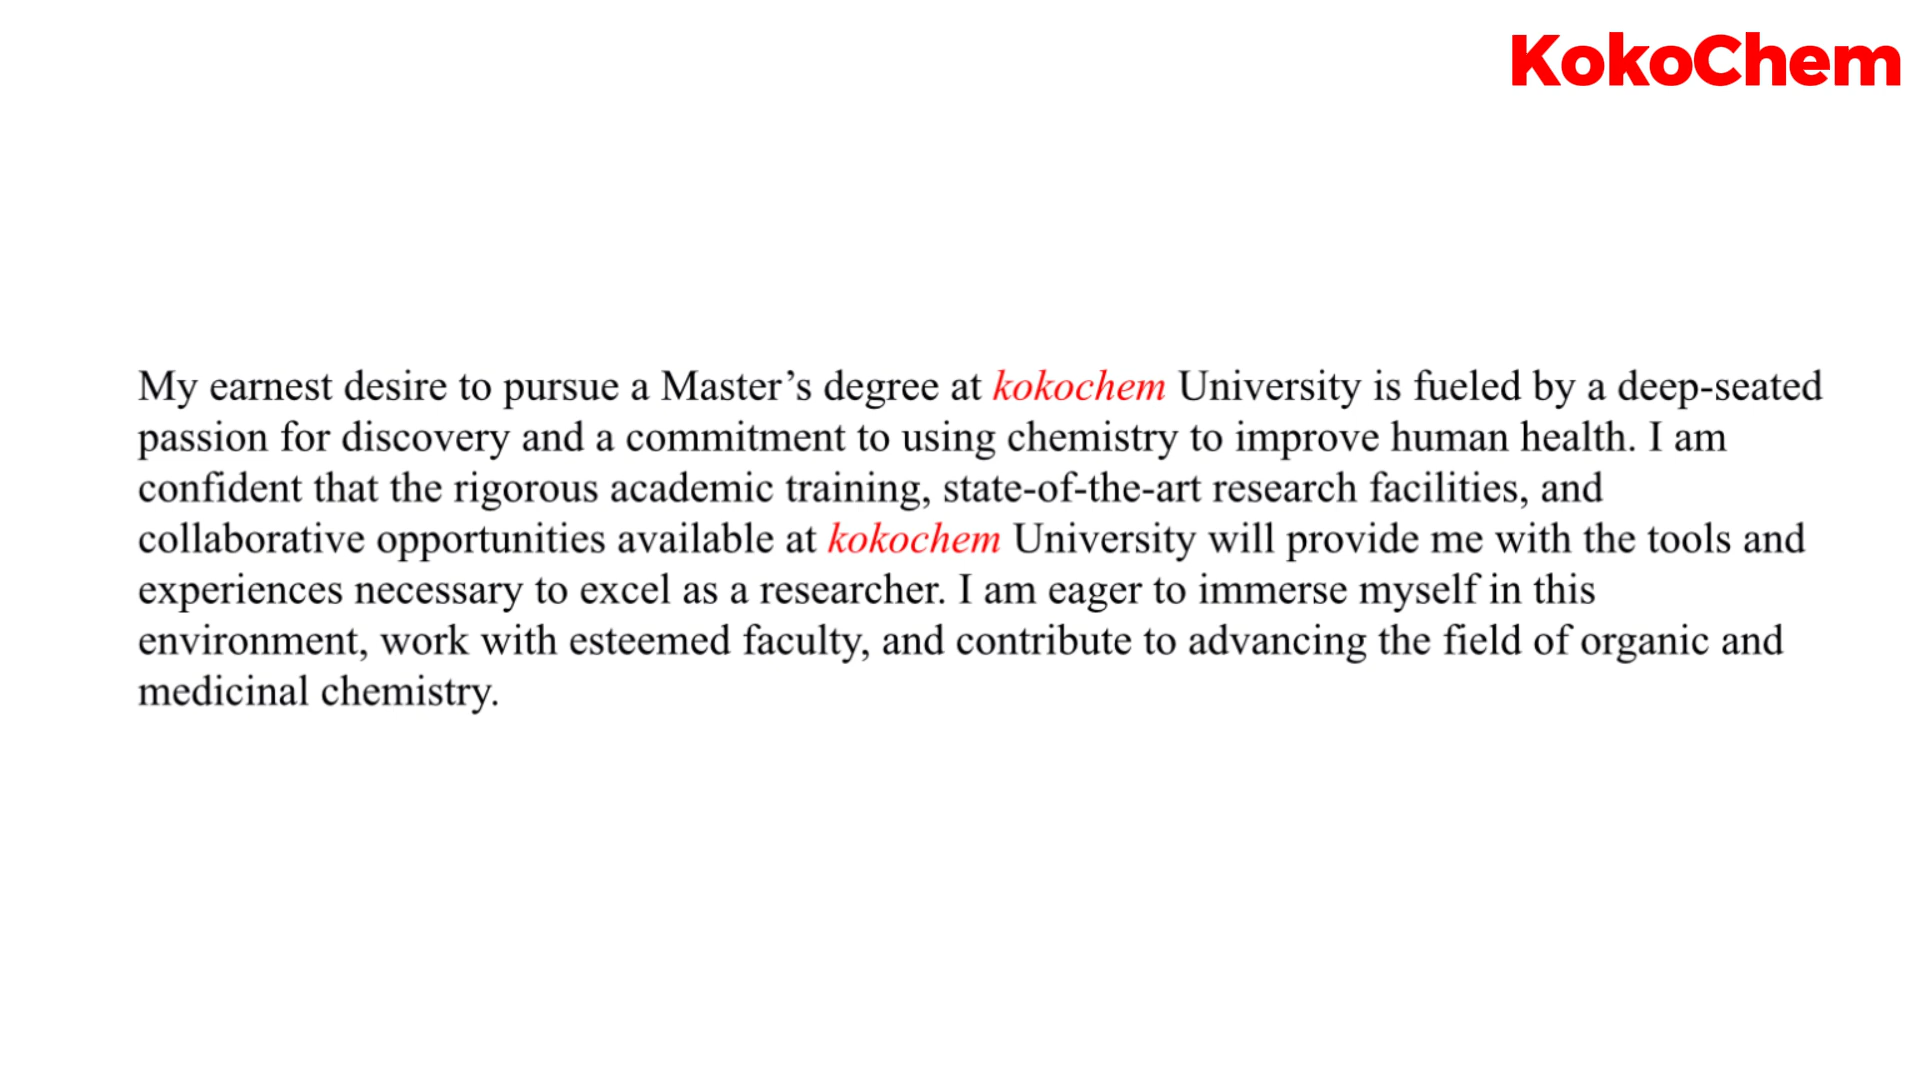 KokoChem
My earnest desire to pursue a Master’s degree at kokochem University is fueled by a deep-seated
passion for discovery and a commitment to using chemistry to improve human health. I am
confident that the rigorous academic training, state-of-the-art research facilities, and
collaborative opportunities available at kokochem University will provide me with the tools and
experiences necessary to excel as a researcher. I am eager to immerse myself in this
environment, work with esteemed faculty, and contribute to advancing the field of organic and
medicinal chemistry.